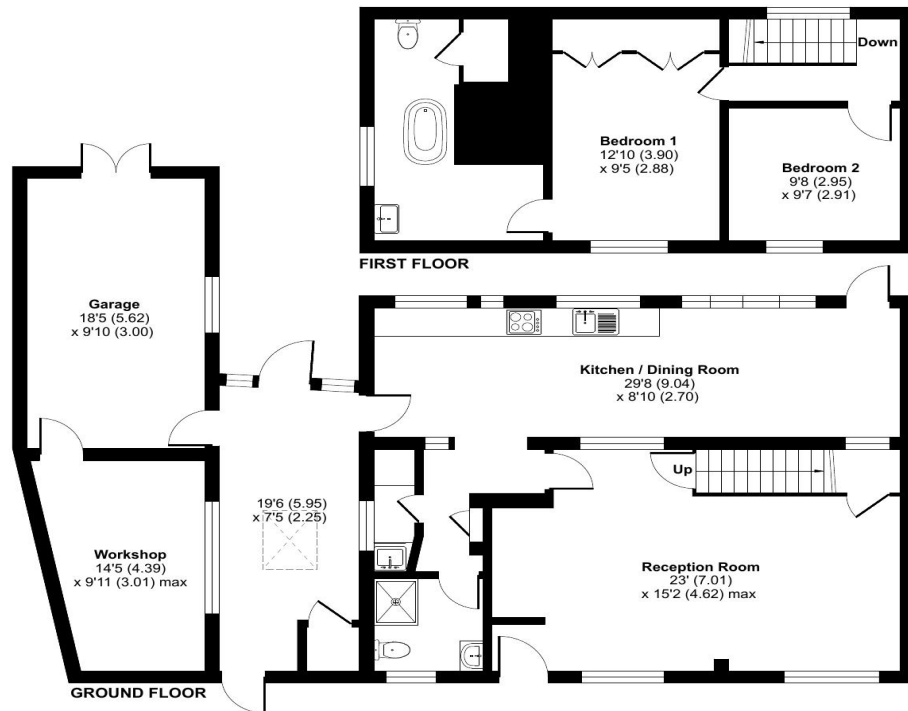 Down
Bedroom 1
12'10 (3.90)
x 9'5 (2.88)
Bedroom 2
9'8 (2.95)
x 9'7 (2.91)
FIRST FLOOR
Garage
18'5 (5.62)
x 9'10 (3.00)
Kitchen / Dining Room
29'8 (9.04)
x 8'10 (2.70)
Up
19'6 (5.95)
x 7'5 (2.25)
Workshop
14'5 (4.39)
x 9'11 (3.01) max
Reception Room
23' (7.01)
x 15'2 (4.62) max
GROUND FLOOR